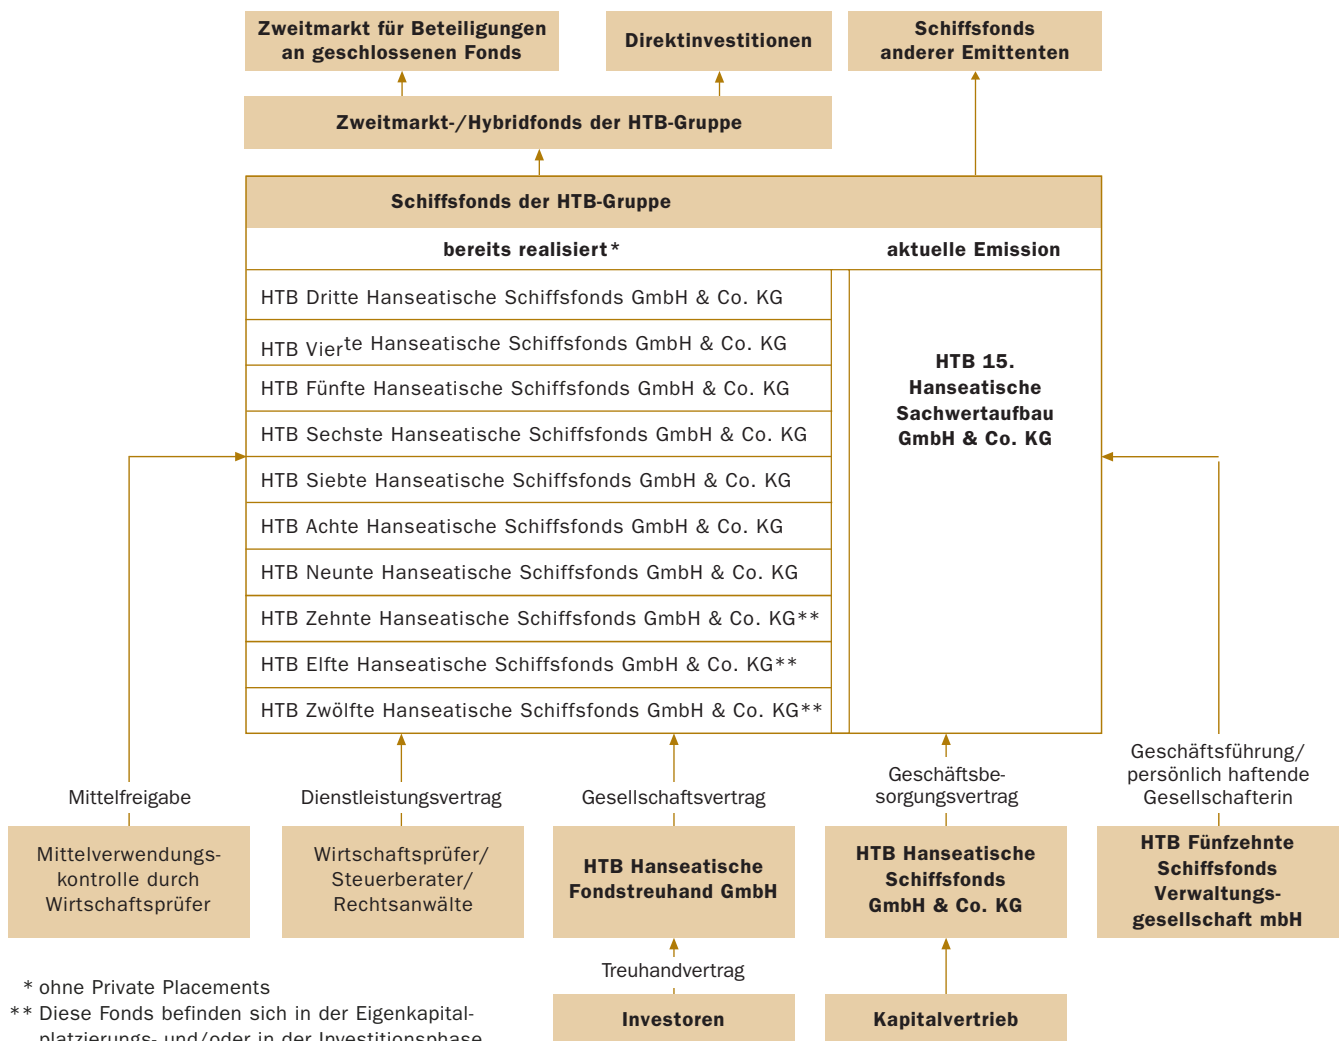 Zweitmarkt für Beteiligungen
an geschlossenen Fonds
Direktinvestitionen
Schiffsfonds
anderer Emittenten
Zweitmarkt-/Hybridfonds der HTB-Gruppe
Schiffsfonds der HTB-Gruppe
bereits realisiert*
aktuelle Emission
HTB Dritte Hanseatische Schiffsfonds GmbH & Co. KG
HTB Vierte Hanseatische Schiffsfonds GmbH & Co. KG
HTB Fünfte Hanseatische Schiffsfonds GmbH & Co. KG
HTB Sechste Hanseatische Schiffsfonds GmbH & Co. KG
HTB Siebte Hanseatische Schiffsfonds GmbH & Co. KG
HTB Achte Hanseatische Schiffsfonds GmbH & Co. KG
HTB Neunte Hanseatische Schiffsfonds GmbH & Co. KG
HTB Zehnte Hanseatische Schiffsfonds GmbH & Co. KG**
HTB Elfte Hanseatische Schiffsfonds GmbH & Co. KG**
HTB Zwölfte Hanseatische Schiffsfonds GmbH & Co. KG**
HTB 15.
Hanseatische
Sachwertaufbau
GmbH & Co. KG
Mittelfreigabe
Dienstleistungsvertrag
Gesellschaftsvertrag
Geschäftsbe-
sorgungsvertrag
Geschäftsführung/
persönlich haftende
Gesellschafterin
Mittelverwendungs-
kontrolle durch
Wirtschaftsprüfer
Wirtschaftsprüfer/
Steuerberater/
Rechtsanwälte
HTB Hanseatische
Fondstreuhand GmbH
HTB Hanseatische
Schiffsfonds
GmbH & Co. KG
HTB Fünfzehnte
Schiffsfonds
Verwaltungs-
gesellschaft mbH
Treuhandvertrag
Investoren
Kapitalvertrieb
* ohne Private Placements
** Diese Fonds befinden sich in der Eigenkapital-
platzierungs- und/oder in der Investitionsphase